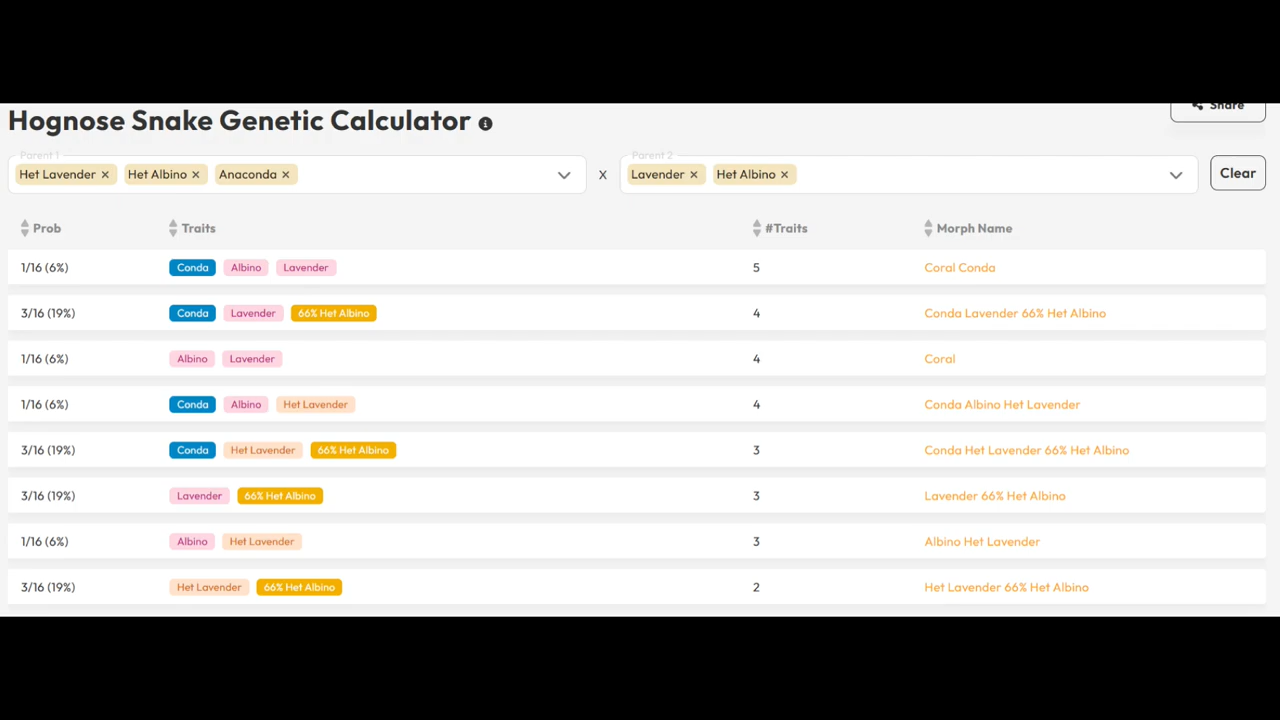 Share
Hognose Snake Genetic Calculator
Parent 1
Parent 2
Het Lavender × Het Albino × Anaconda × X Lavender × Het Albino × Clear
Prob Traits #Traits Morph Name
1/16 (6%) Conda Albino Lavender 5 Coral Conda
3/16 (19%) Conda Lavender 66% Het Albino 4 Conda Lavender 66% Het Albino
1/16 (6%) Albino Lavender 4 Coral
1/16 (6%) Conda Albino Het Lavender 4 Conda Albino Het Lavender
3/16 (19%) Conda Het Lavender 66% Het Albino 3 Conda Het Lavender 66% Het Albino
3/16 (19%) Lavender 66% Het Albino 3 Lavender 66% Het Albino
1/16 (6%) Albino Het Lavender 3 Albino Het Lavender
3/16 (19%) Het Lavender 66% Het Albino 2 Het Lavender 66% Het Albino